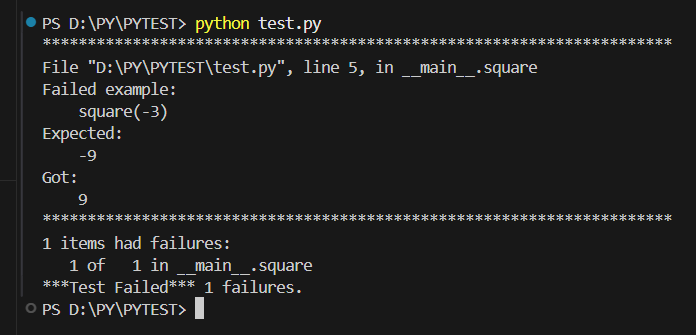 PS D:\PY\PYTEST> python test.py
**********************************************************************
File "D:\PY\PYTEST\test.py", line 5, in __main__.square
Failed example:
    square(-3)
Expected:
    -9
Got:
    9
**********************************************************************
1 items had failures:
   1 of   1 in __main__.square
***Test Failed*** 1 failures.
PS D:\PY\PYTEST>